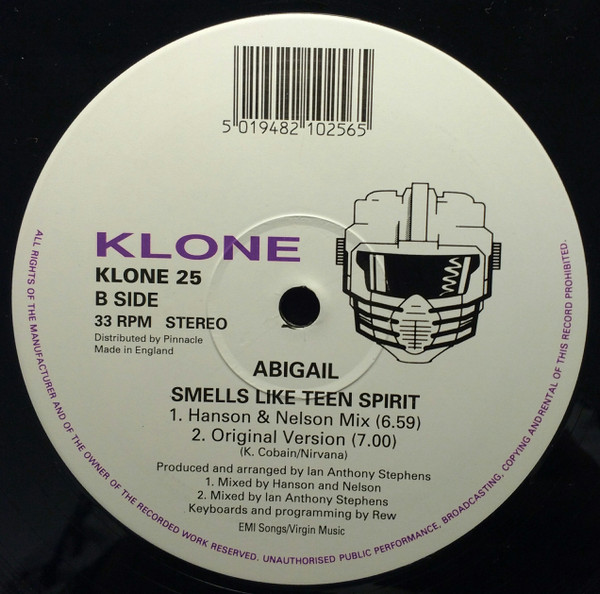 5 019482 102565
KLONE
KLONE 25
B SIDE
33 RPM STEREO
Distributed by Pinnacle
Made in England
ABIGAIL
SMELLS LIKE TEEN SPIRIT
1. Hanson & Nelson Mix (6.59)
2. Original Version (7.00)
(K. Cobain/Nirvana)
Produced and arranged by Ian Anthony Stephens
1. Mixed by Hanson and Nelson
2. Mixed by Ian Anthony Stephens
Keyboards and programming by Rew
EMI Songs/Virgin Music
ALL RIGHTS OF THE MANUFACTURER AND OF THE OWNER OF THE RECORDED WORK RESERVED. UNAUTHORISED PUBLIC PERFORMANCE, BROADCASTING, COPYING AND RENTAL OF THIS RECORD PROHIBITED.